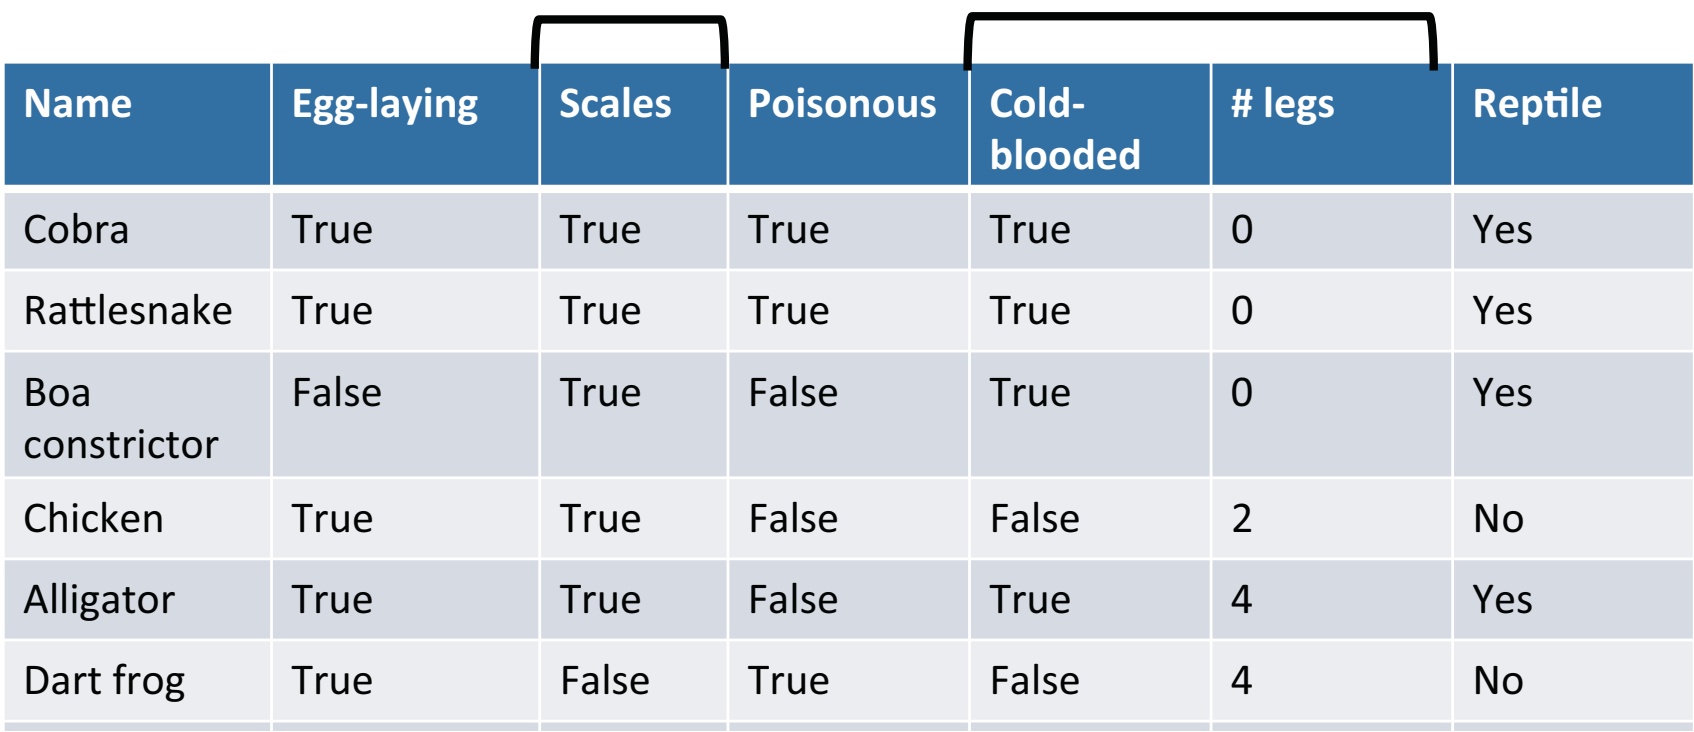 Name Egg-laying Scales Poisonous Cold-blooded # legs Reptile
Cobra True True True True 0 Yes
Rattlesnake True True True True 0 Yes
Boa constrictor False True False True 0 Yes
Chicken True True False False 2 No
Alligator True True False True 4 Yes
Dart frog True False True False 4 No